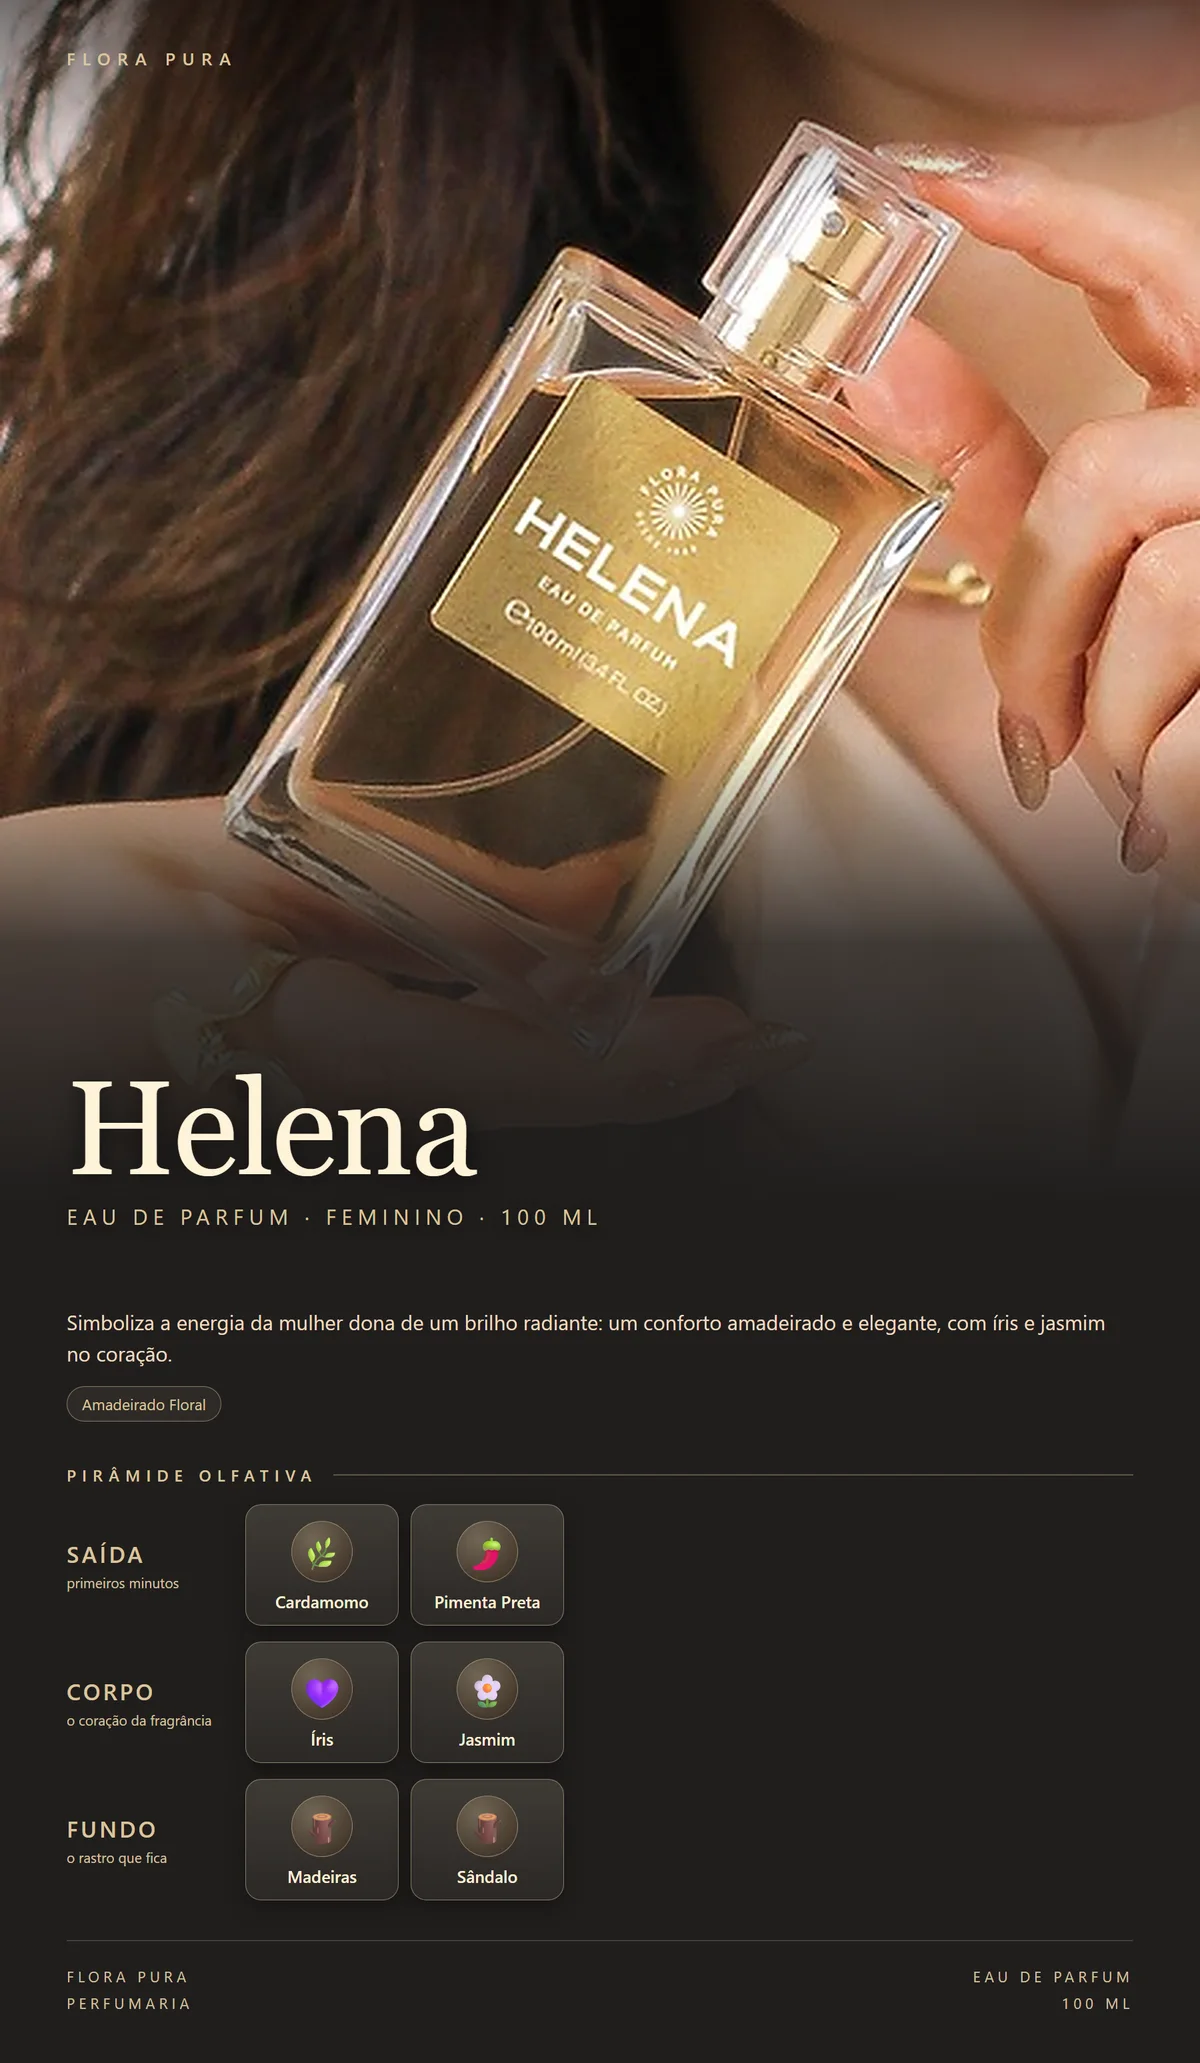 FLORA PURA
FLORA PURA
HELENA
EAU DE PARFUM
℮100ml(3.4 FL. OZ)
Helena
EAU DE PARFUM · FEMININO · 100 ML
Simboliza a energia da mulher dona de um brilho radiante: um conforto amadeirado e elegante, com íris e jasmim
no coração.
Amadeirado Floral
PIRÂMIDE OLFATIVA
SAÍDA
primeiros minutos
Cardamomo
Pimenta Preta
CORPO
o coração da fragrância
Íris
Jasmim
FUNDO
o rastro que fica
Madeiras
Sândalo
FLORA PURA
PERFUMARIA
EAU DE PARFUM
100 ML